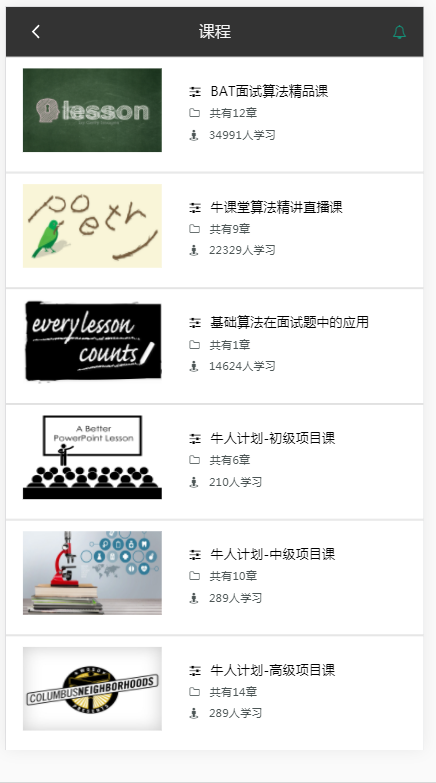 课程
lesson
BAT面试算法精品课
共有12章
34991人学习
poetry
牛课堂算法精讲直播课
共有9章
22329人学习
every lesson
counts!
基础算法在面试题中的应用
共有1章
14624人学习
A Better
PowerPoint Lesson
牛人计划-初级项目课
共有6章
210人学习
牛人计划-中级项目课
共有10章
289人学习
COLUMBUSNEIGHBORHOODS
PRESENTS
牛人计划-高级项目课
共有14章
289人学习